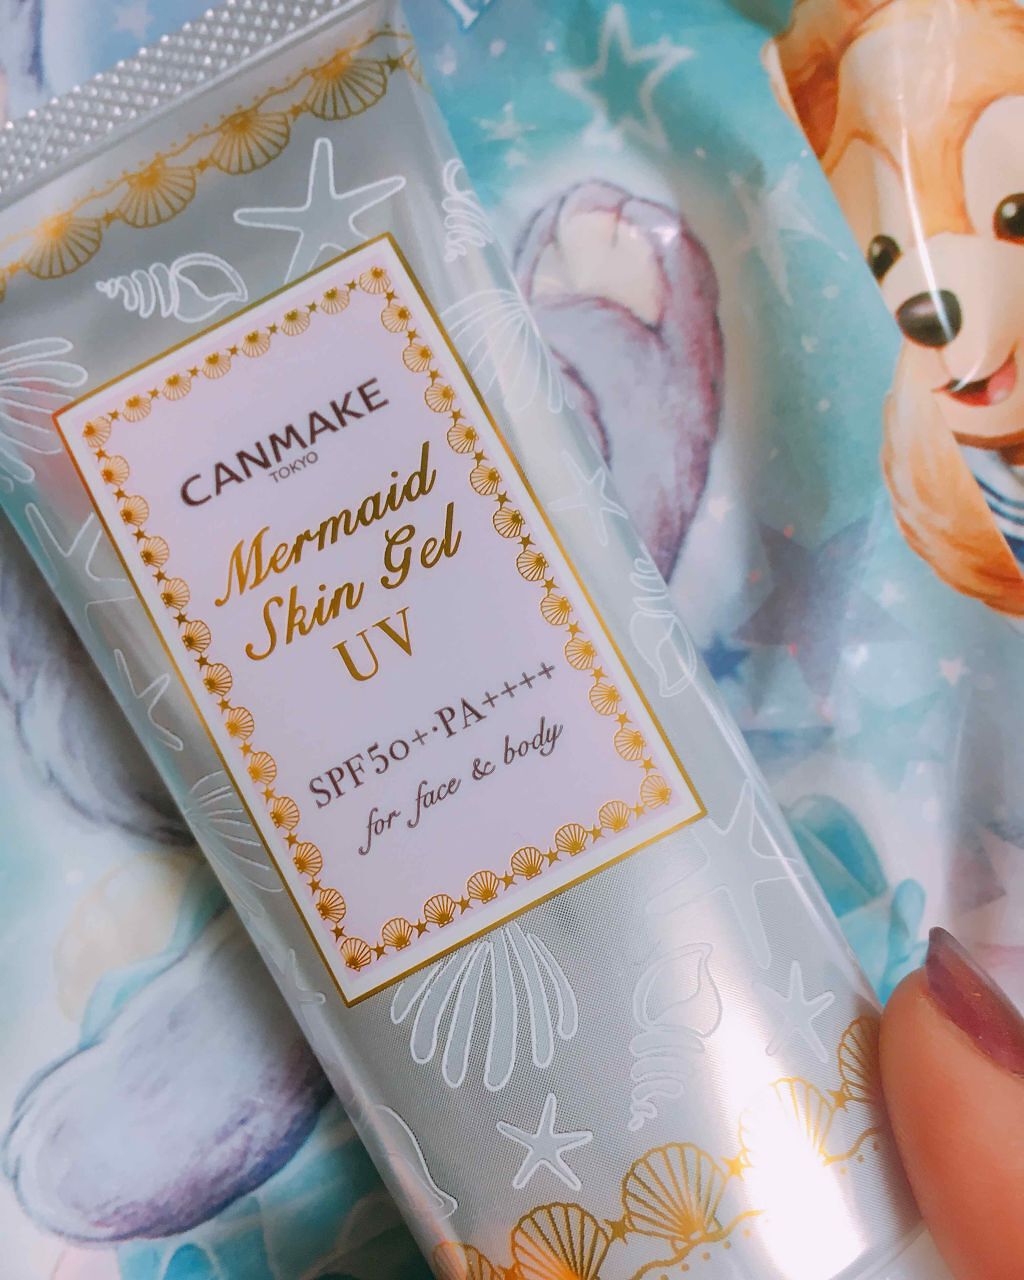 CANMAKE
TOKYO
Mermaid
Skin Gel
UV
SPF50+·PA++++
for face & body